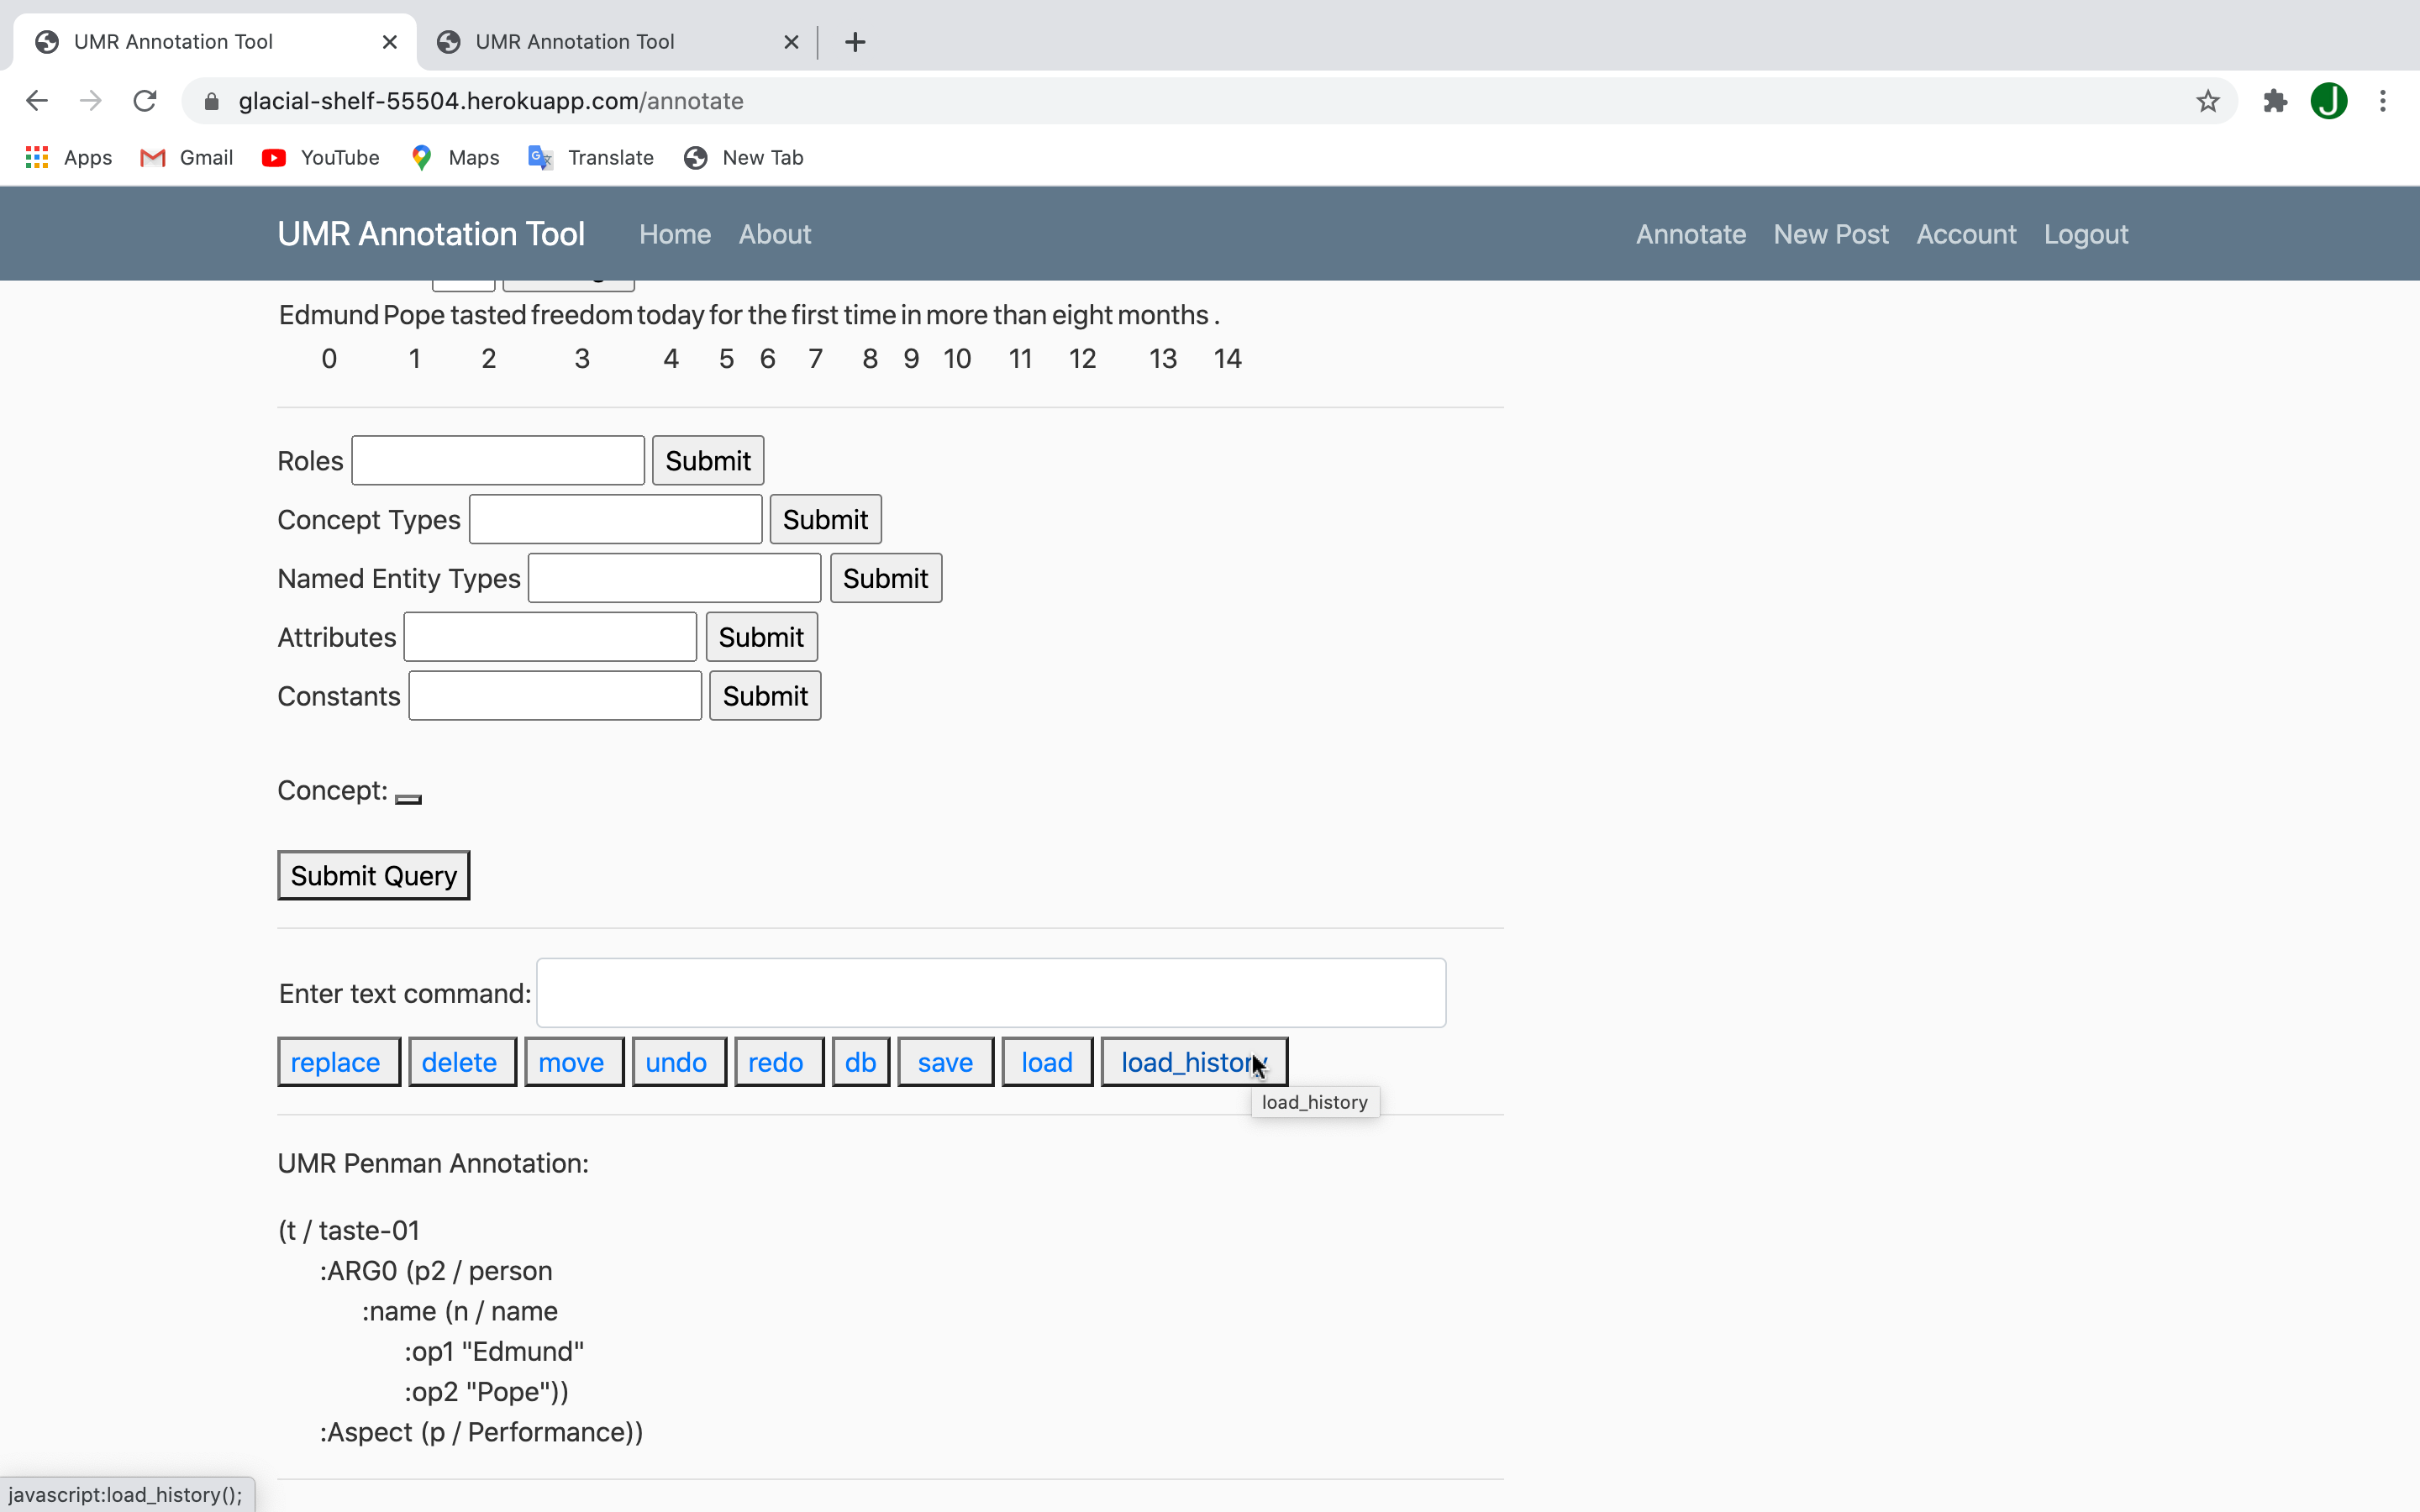 UMR Annotation Tool
UMR Annotation Tool
glacial-shelf-55504.herokuapp.com/annotate
J
Apps Gmail YouTube Maps Translate New Tab
UMR Annotation Tool Home About Annotate New Post Account Logout
Edmund Pope tasted freedom today for the first time in more than eight months .
0 1 2 3 4 5 6 7 8 9 10 11 12 13 14
Roles Submit
Concept Types Submit
Named Entity Types Submit
Attributes Submit
Constants Submit
Concept:
Submit Query
Enter text command:
replace delete move undo redo db save load load_history
load_history
UMR Penman Annotation:
(t / taste-01
:ARG0 (p2 / person
:name (n / name
:op1 "Edmund"
:op2 "Pope"))
:Aspect (p / Performance))
javascript:load_history();